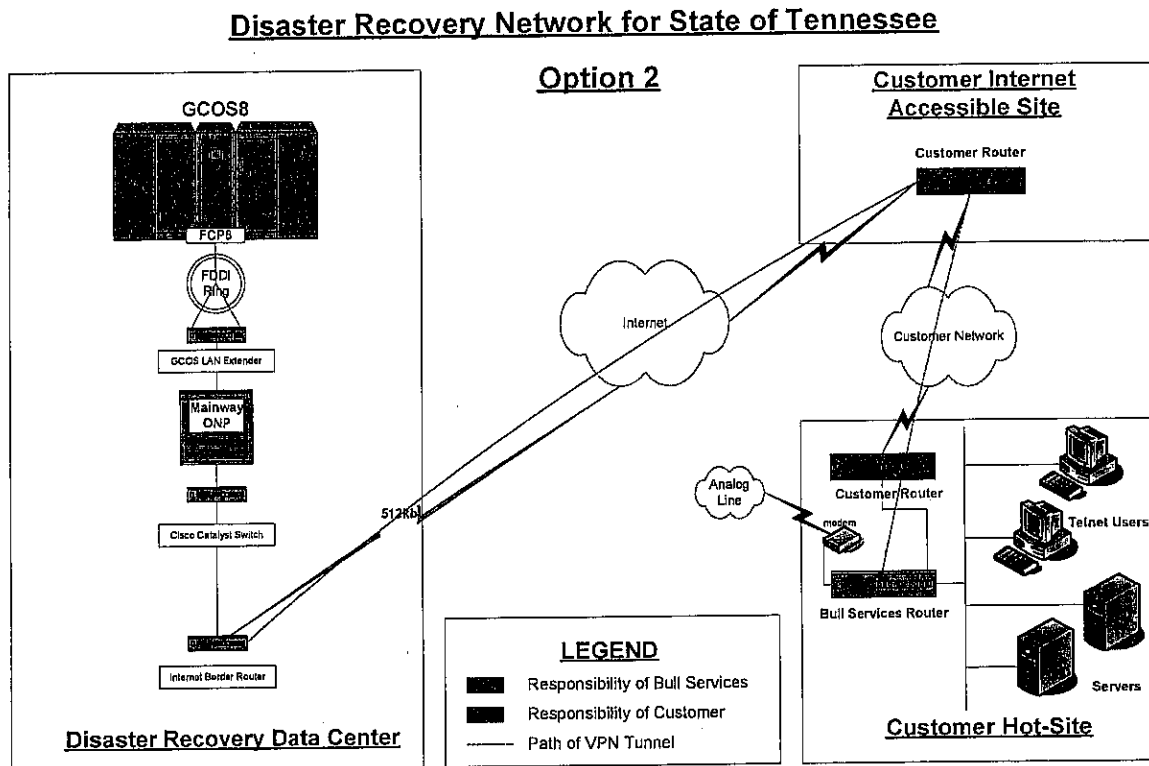 Disaster Recovery Network for State of Tennessee
Option 2
GCOS8
FCP8
FDDI
Ring
GCOS LAN Extender
Mainway
ONP
Cisco Catalyst Switch
Internet Border Router
Disaster Recovery Data Center
512kb
Internet
Customer Internet
Accessible Site
Customer Router
Customer Network
Customer Router
Analog
Line
modem
Bull Services Router
Telnet Users
Servers
Customer Hot-Site
LEGEND
Responsibility of Bull Services
Responsibility of Customer
Path of VPN Tunnel